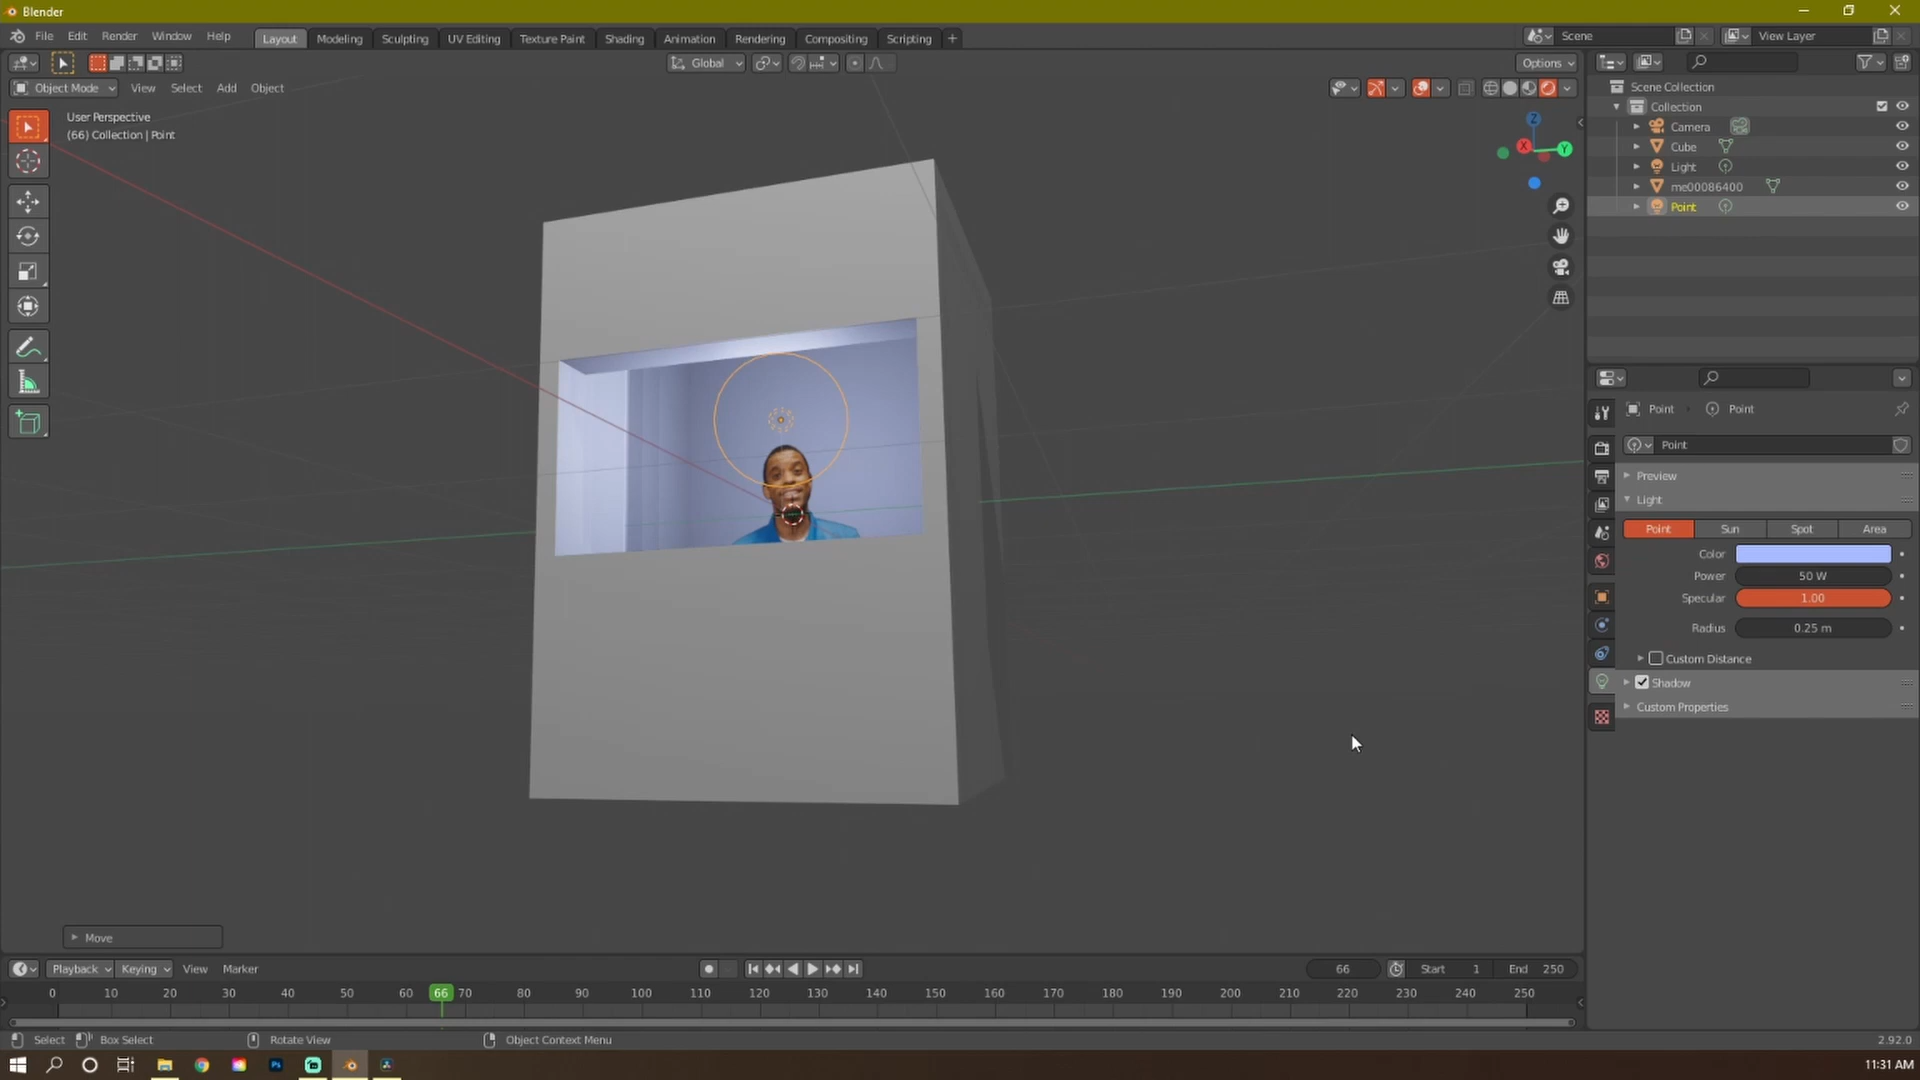 Blender
File Edit Render Window Help Layout Modeling Sculpting UV Editing Texture Paint Shading Animation Rendering Compositing Scripting + Scene View Layer
Global Options
Object Mode View Select Add Object
User Perspective
(66) Collection | Point
Z
X
Y
Scene Collection
Collection
Camera
Cube
Light
me00086400
Point
Point Point
Point
Preview
Light
Point Sun Spot Area
Color
Power 50 W
Specular 1.00
Radius 0.25 m
Custom Distance
Shadow
Custom Properties
Move
Playback Keying View Marker 66 Start 1 End 250
0 10 20 30 40 50 60 66 70 80 90 100 110 120 130 140 150 160 170 180 190 200 210 220 230 240 250
Select Box Select Rotate View Object Context Menu 2.92.0
Ps 11:31 AM